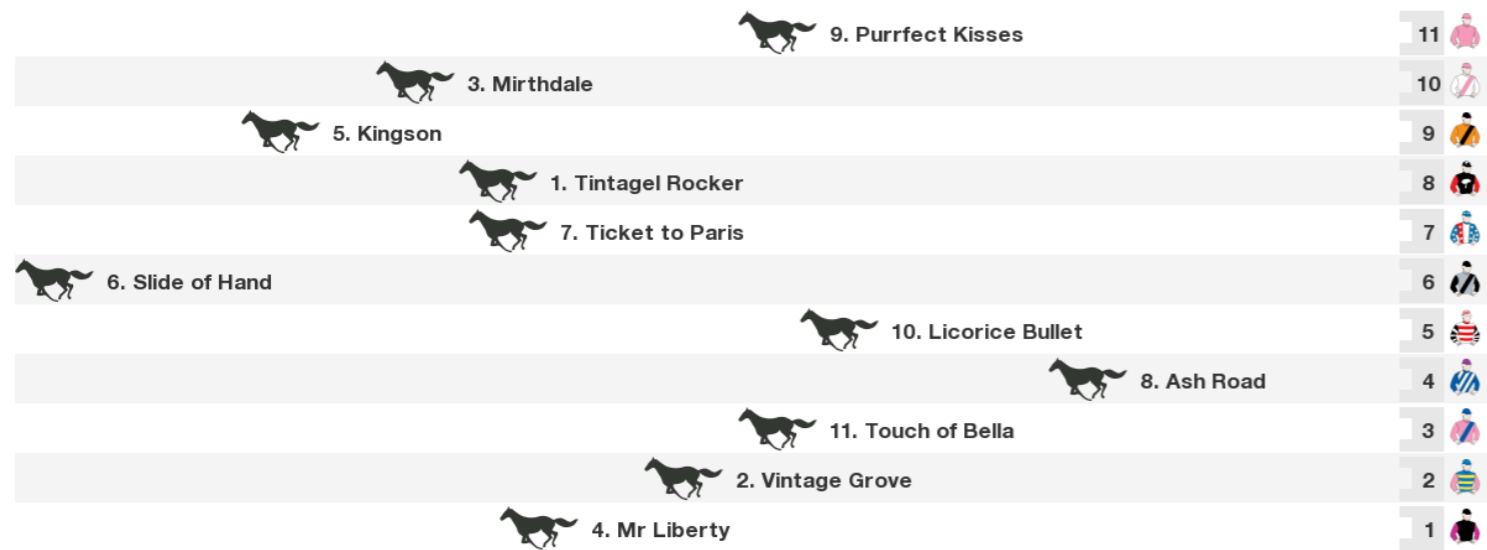 9. Purrfect Kisses 11
3. Mirthdale 10
5. Kingson 9
1. Tintagel Rocker 8
7. Ticket to Paris 7
6. Slide of Hand 6
10. Licorice Bullet 5
8. Ash Road 4
11. Touch of Bella 3
2. Vintage Grove 2
4. Mr Liberty 1